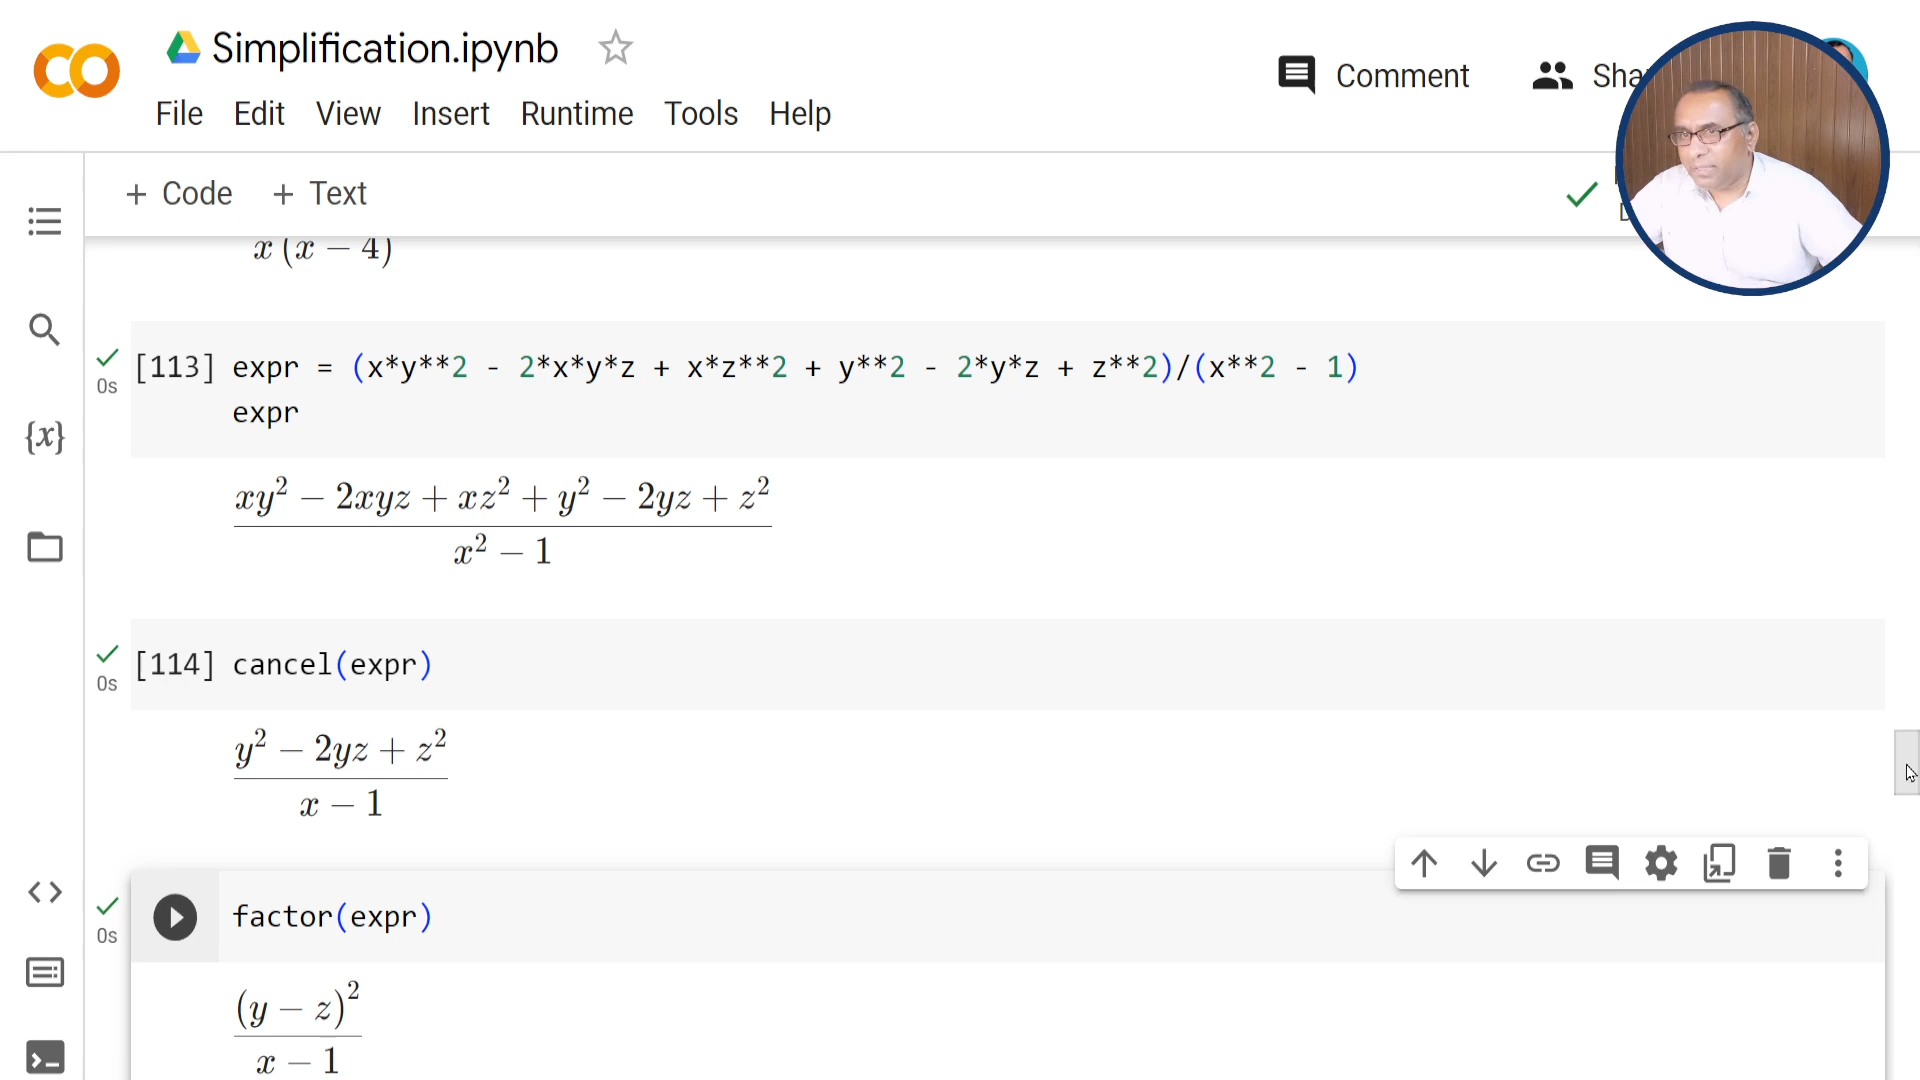 Simplification.ipynb
Comment
Sha
File Edit View Insert Runtime Tools Help
+ Code + Text
x (x − 4)
[113] expr = (x*y**2 - 2*x*y*z + x*z**2 + y**2 - 2*y*z + z**2)/(x**2 - 1)
0s
expr
xy² − 2xyz + xz² + y² − 2yz + z²
x² − 1
[114] cancel(expr)
0s
y² − 2yz + z²
x − 1
factor(expr)
0s
(y − z)²
x − 1